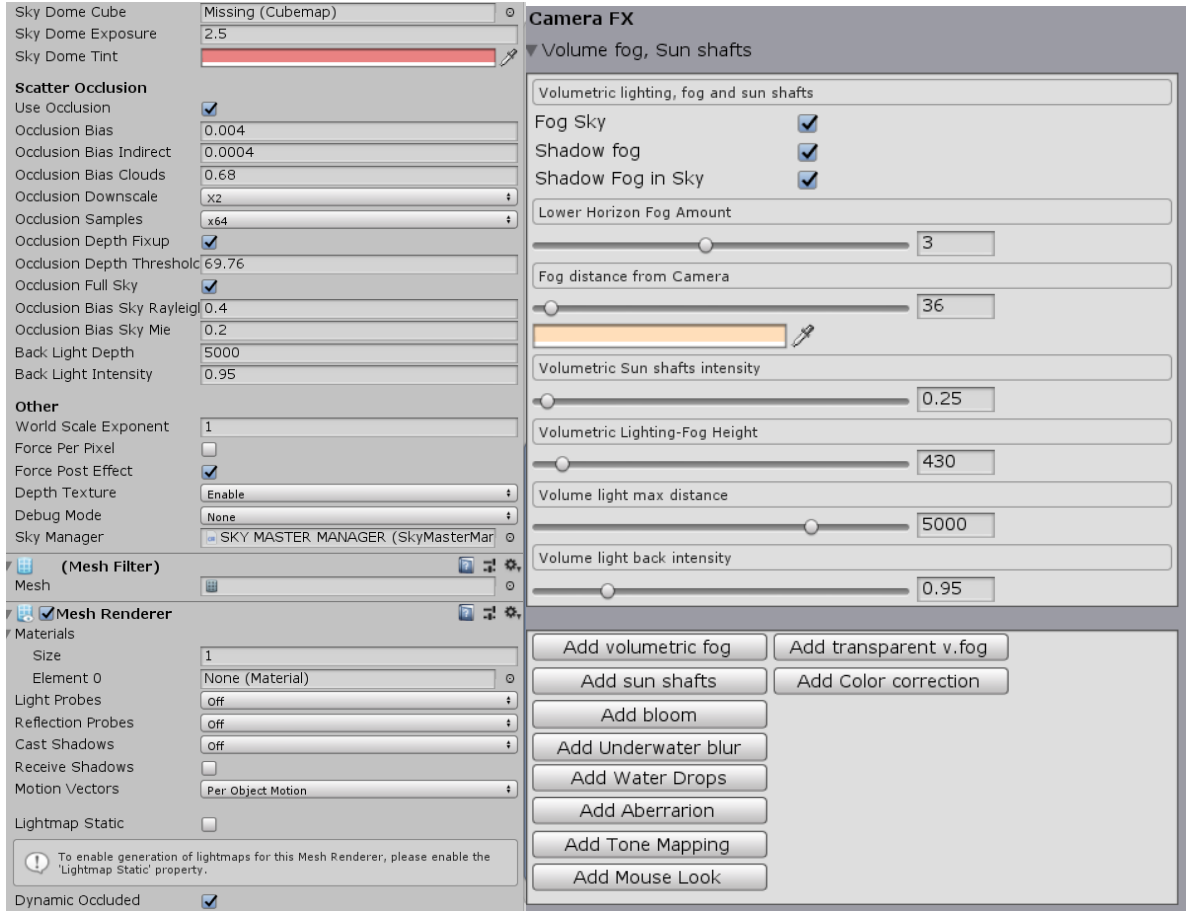 Sky Dome Cube Missing (Cubemap)
Sky Dome Exposure 2.5
Sky Dome Tint
Scatter Occlusion
Use Occlusion
Occlusion Bias 0.004
Occlusion Bias Indirect 0.0004
Occlusion Bias Clouds 0.68
Occlusion Downscale X2
Occlusion Samples x64
Occlusion Depth Fixup
Occlusion Depth Threshold 69.76
Occlusion Full Sky
Occlusion Bias Sky Rayleigl 0.4
Occlusion Bias Sky Mie 0.2
Back Light Depth 5000
Back Light Intensity 0.95
Other
World Scale Exponent 1
Force Per Pixel
Force Post Effect
Depth Texture Enable
Debug Mode None
Sky Manager SKY MASTER MANAGER (SkyMasterMar
(Mesh Filter)
Mesh
Mesh Renderer
Materials
Size 1
Element 0 None (Material)
Light Probes Off
Reflection Probes Off
Cast Shadows Off
Receive Shadows
Motion Vectors Per Object Motion
Lightmap Static
To enable generation of lightmaps for this Mesh Renderer, please enable the
'Lightmap Static' property.
Dynamic Occluded
Camera FX
Volume fog, Sun shafts
Volumetric lighting, fog and sun shafts
Fog Sky
Shadow fog
Shadow Fog in Sky
Lower Horizon Fog Amount
3
Fog distance from Camera
36
Volumetric Sun shafts intensity
0.25
Volumetric Lighting-Fog Height
430
Volume light max distance
5000
Volume light back intensity
0.95
Add volumetric fog Add transparent v.fog
Add sun shafts Add Color correction
Add bloom
Add Underwater blur
Add Water Drops
Add Aberrarion
Add Tone Mapping
Add Mouse Look